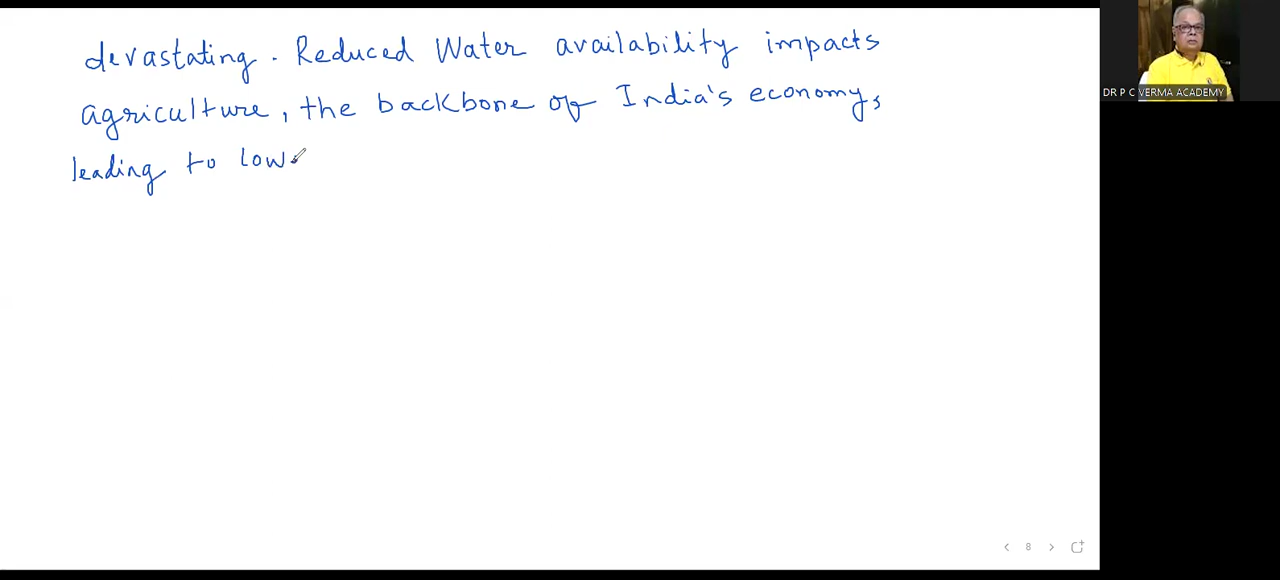 devastating. Reduced Water availability impacts
agriculture, the backbone of India's economy,
leading to low
DR P C VERMA ACADEMY
8